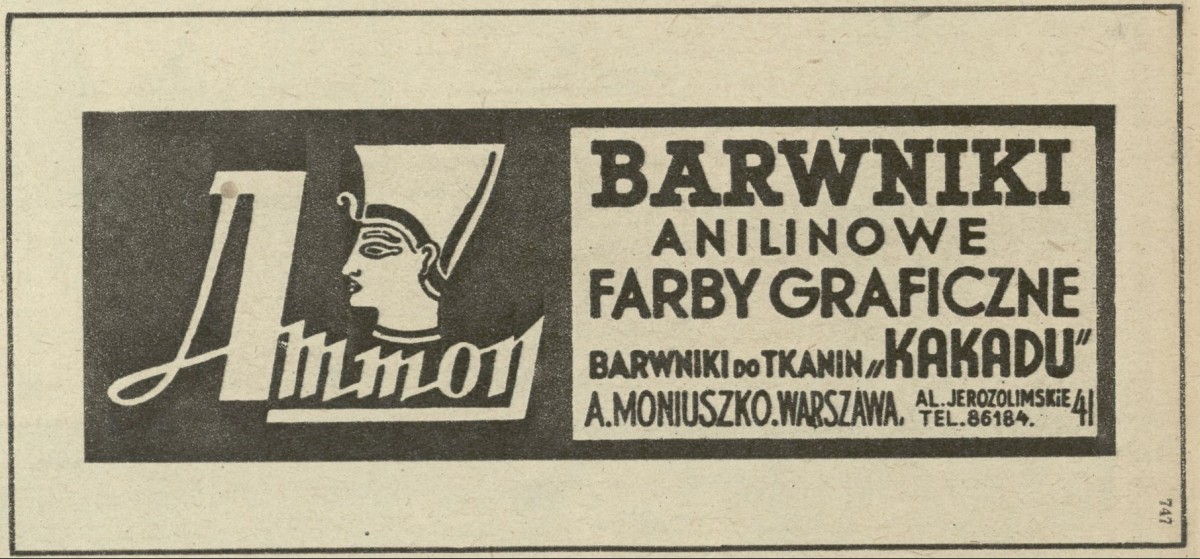 Ammon
BARWNIKI
ANILINOWE
FARBY GRAFICZNE
BARWNIKI DO TKANIN „KAKADU”
A. MONIUSZKO. WARSZAWA, AL. JEROZOLIMSKiE 41
TEL. 86184.
747